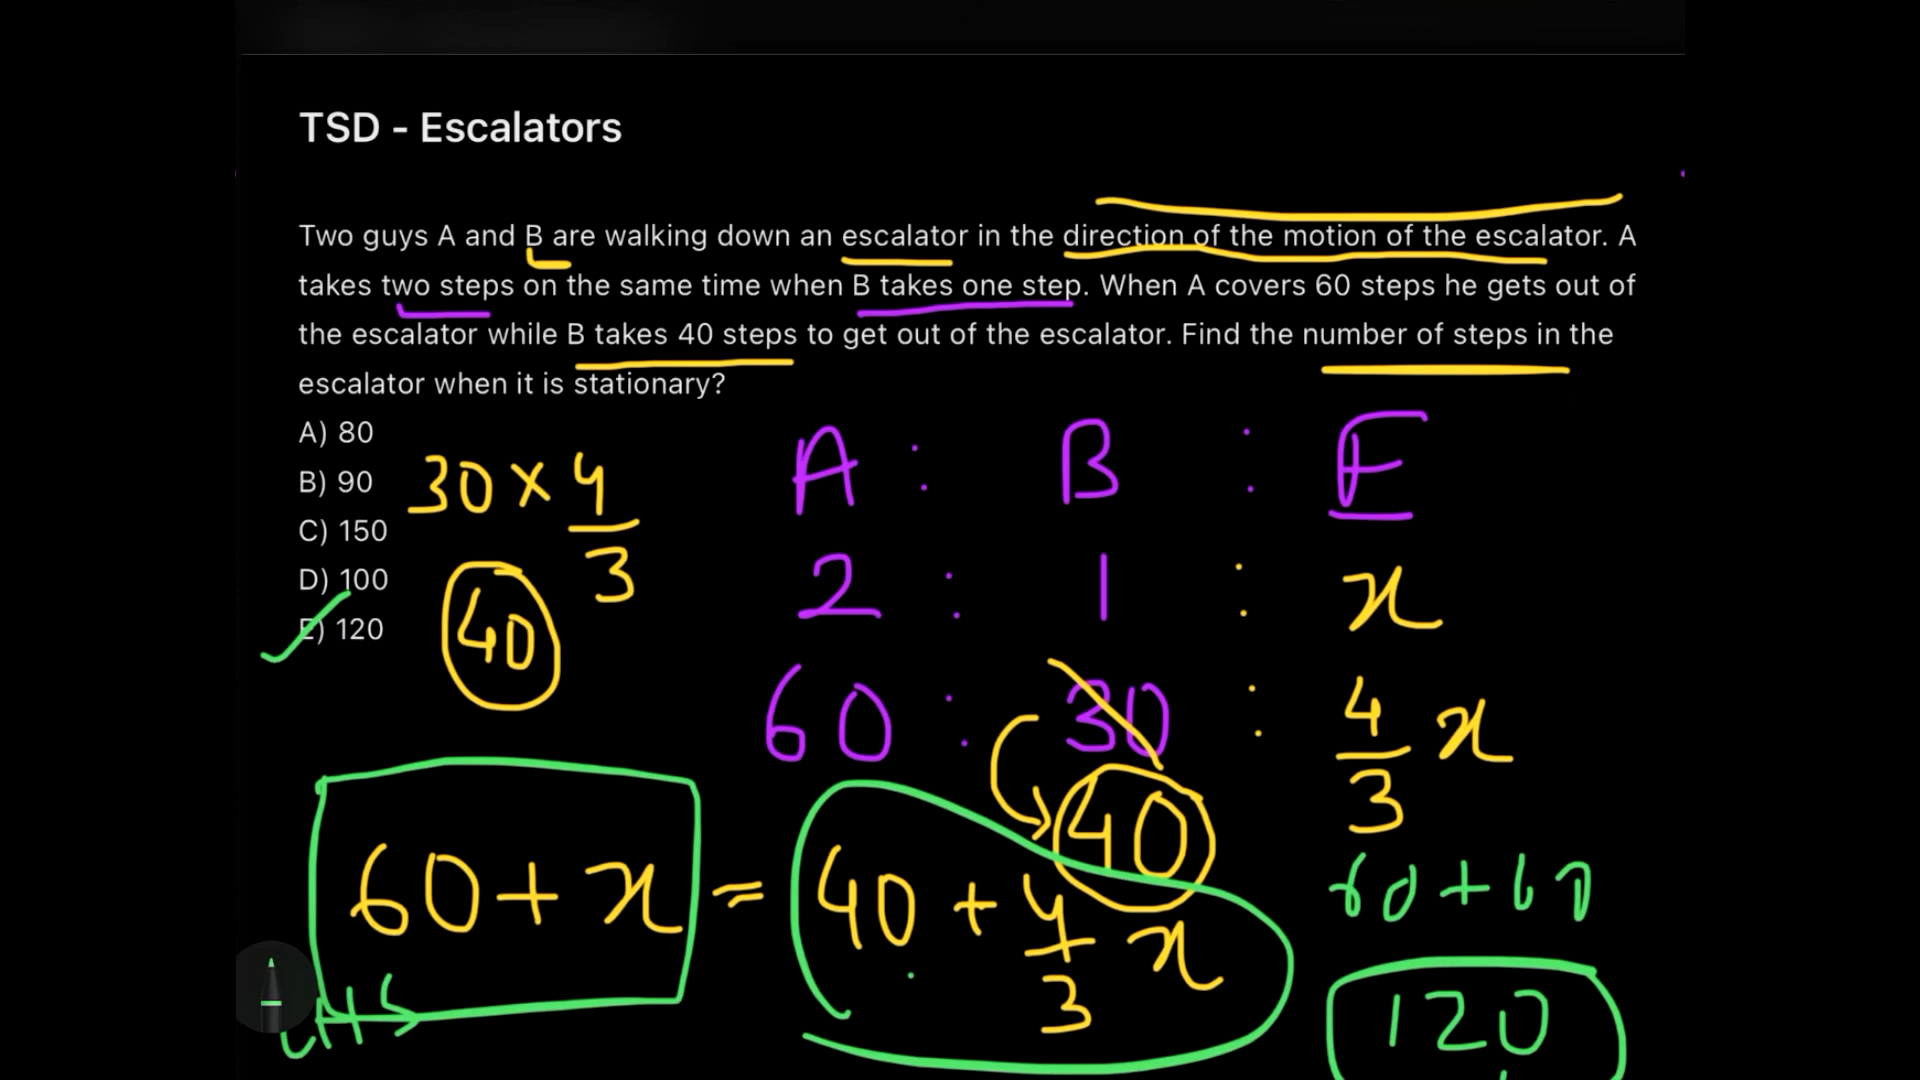 TSD - Escalators
Two guys A and B are walking down an escalator in the direction of the motion of the escalator. A
takes two steps on the same time when B takes one step. When A covers 60 steps he gets out of
the escalator while B takes 40 steps to get out of the escalator. Find the number of steps in the
escalator when it is stationary?
A) 80
B) 90
C) 150
D) 100
E) 120
30 × 4/3
40
A : B : E
2 : 1 : x
60 : 30 : 4/3 x
40
60 + x = 40 + 4/3 x
60 + 60
120